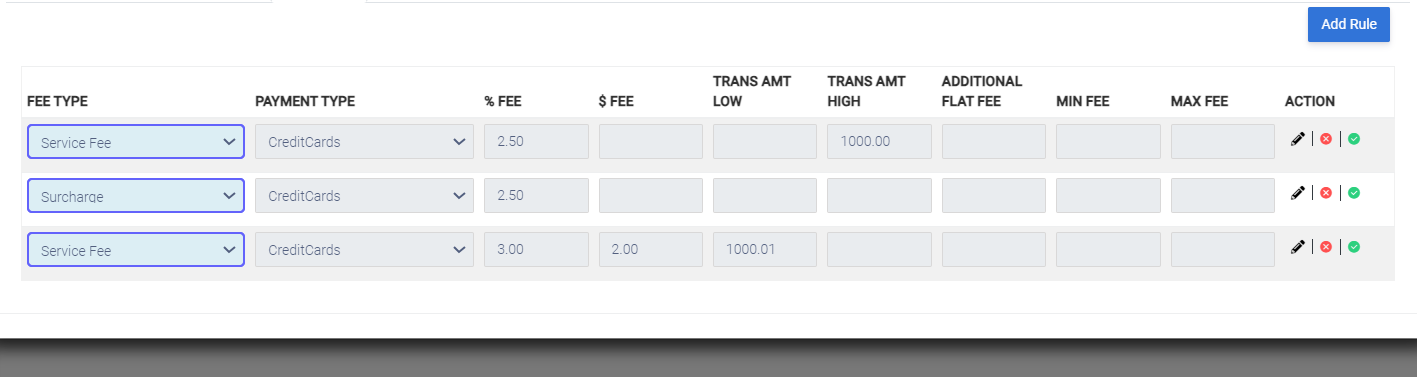 Add Rule
FEE TYPE PAYMENT TYPE % FEE $ FEE TRANS AMT LOW TRANS AMT HIGH ADDITIONAL FLAT FEE MIN FEE MAX FEE ACTION
Service Fee CreditCards 2.50 1000.00
Surcharge CreditCards 2.50
Service Fee CreditCards 3.00 2.00 1000.01